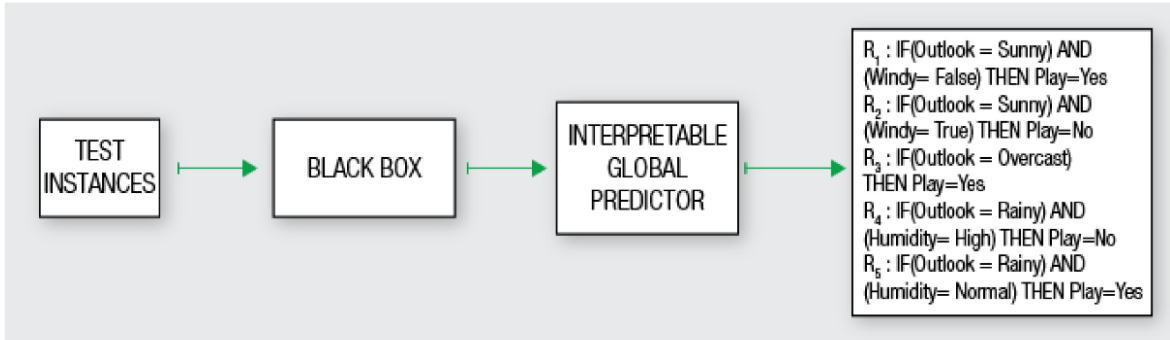 TEST
INSTANCES
BLACK BOX
INTERPRETABLE
GLOBAL
PREDICTOR
R₁ : IF(Outlook = Sunny) AND
(Windy= False) THEN Play=Yes
R₂ : IF(Outlook = Sunny) AND
(Windy= True) THEN Play=No
R₃ : IF(Outlook = Overcast)
THEN Play=Yes
R₄ : IF(Outlook = Rainy) AND
(Humidity= High) THEN Play=No
R₅ : IF(Outlook = Rainy) AND
(Humidity= Normal) THEN Play=Yes